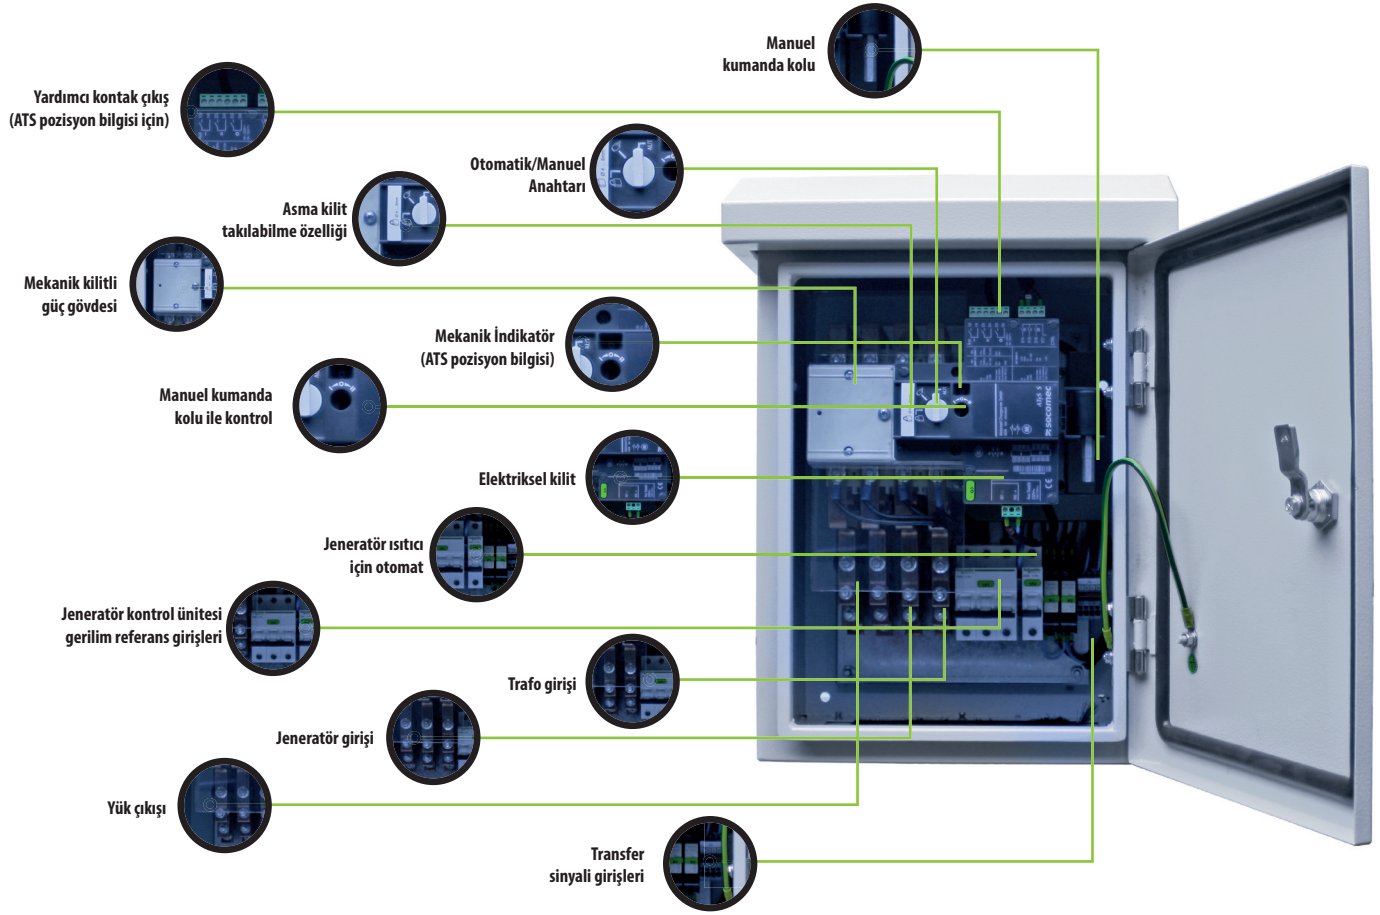 Manuel
kumanda kolu
Yardımcı kontak çıkış
(ATS pozisyon bilgisi için)
Otomatik/Manuel
Anahtarı
Asma kilit
takılabilme özelliği
Mekanik kilitli
güç gövdesi
Mekanik İndikatör
(ATS pozisyon bilgisi)
Manuel kumanda
kolu ile kontrol
Elektriksel kilit
Jeneratör ısıtıcı
için otomat
Jeneratör kontrol ünitesi
gerilim referans girişleri
Trafo girişi
Jeneratör girişi
Yük çıkışı
Transfer
sinyali girişleri
socomec